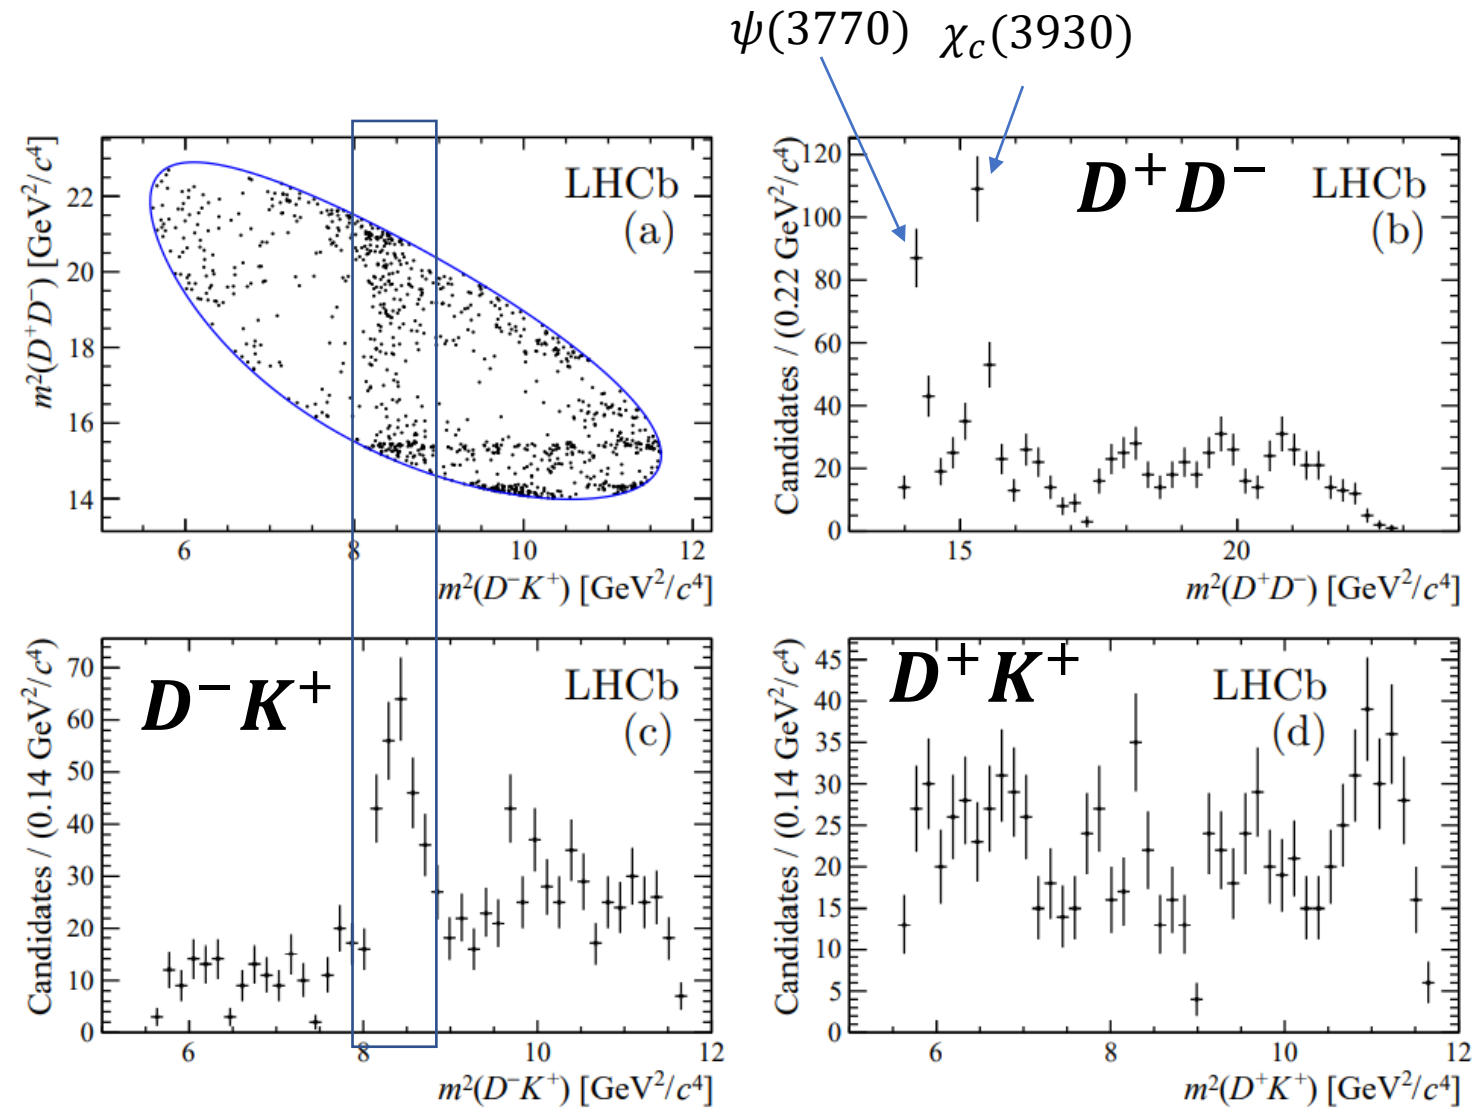 ψ(3770) χc(3930)
m²(D⁺D⁻) [GeV²/c⁴]
22
20
18
16
14
LHCb
(a)
6 8 10 12
m²(D⁻K⁺) [GeV²/c⁴]
Candidates / (0.22 GeV²/c⁴)
120
100
80
60
40
20
0
D⁺D⁻ LHCb
(b)
15 20
m²(D⁺D⁻) [GeV²/c⁴]
Candidates / (0.14 GeV²/c⁴)
70
60
50
40
30
20
10
0
D⁻K⁺ LHCb
(c)
6 8 10 12
m²(D⁻K⁺) [GeV²/c⁴]
Candidates / (0.14 GeV²/c⁴)
45
40
35
30
25
20
15
10
5
0
D⁺K⁺ LHCb
(d)
6 8 10 12
m²(D⁺K⁺) [GeV²/c⁴]